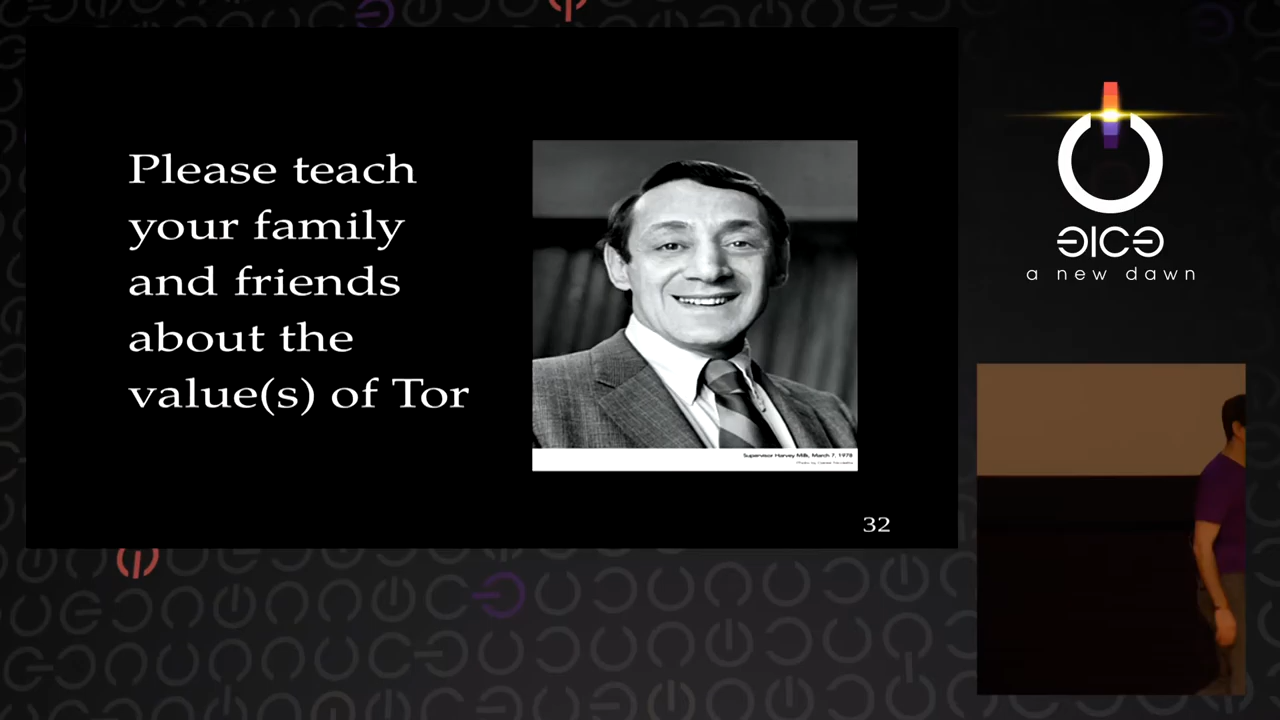 Please teach
your family
and friends
about the
value(s) of Tor
Supervisor Harvey Milk, March 7, 1978
32
a new dawn